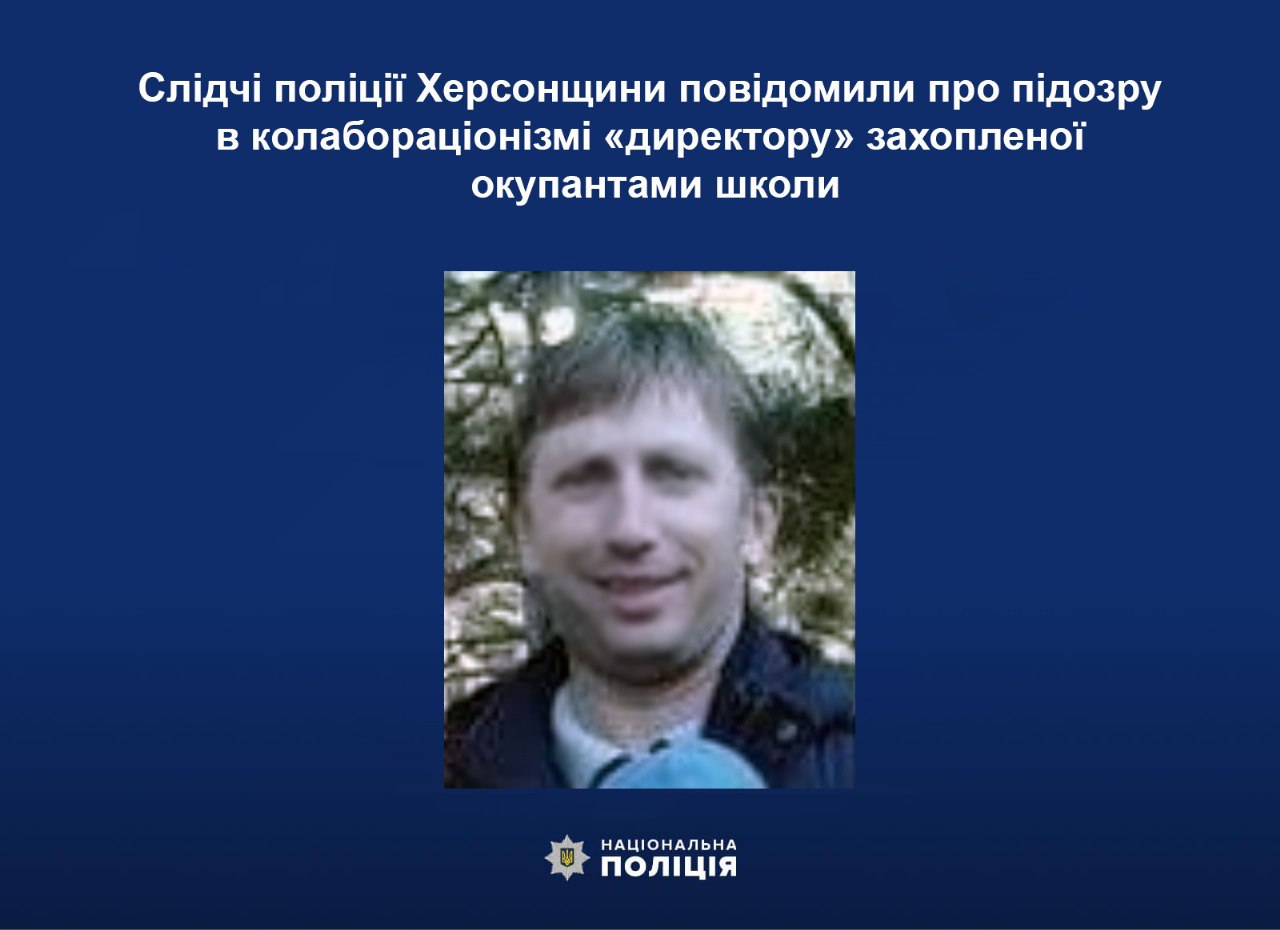 Слідчі поліції Херсонщини повідомили про підозру
в колабораціонізмі «директору» захопленої
окупантами школи
НАЦІОНАЛЬНА
ПОЛІЦІЯ